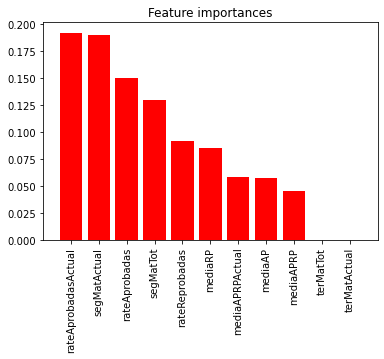 Feature importances
0.200
0.175
0.150
0.125
0.100
0.075
0.050
0.025
0.000
rateAprobadasActual
segMatActual
rateAprobadas
segMatTot
rateReprobadas
mediaRP
mediaAPRPActual
mediaAP
mediaAPRP
terMatTot
terMatActual